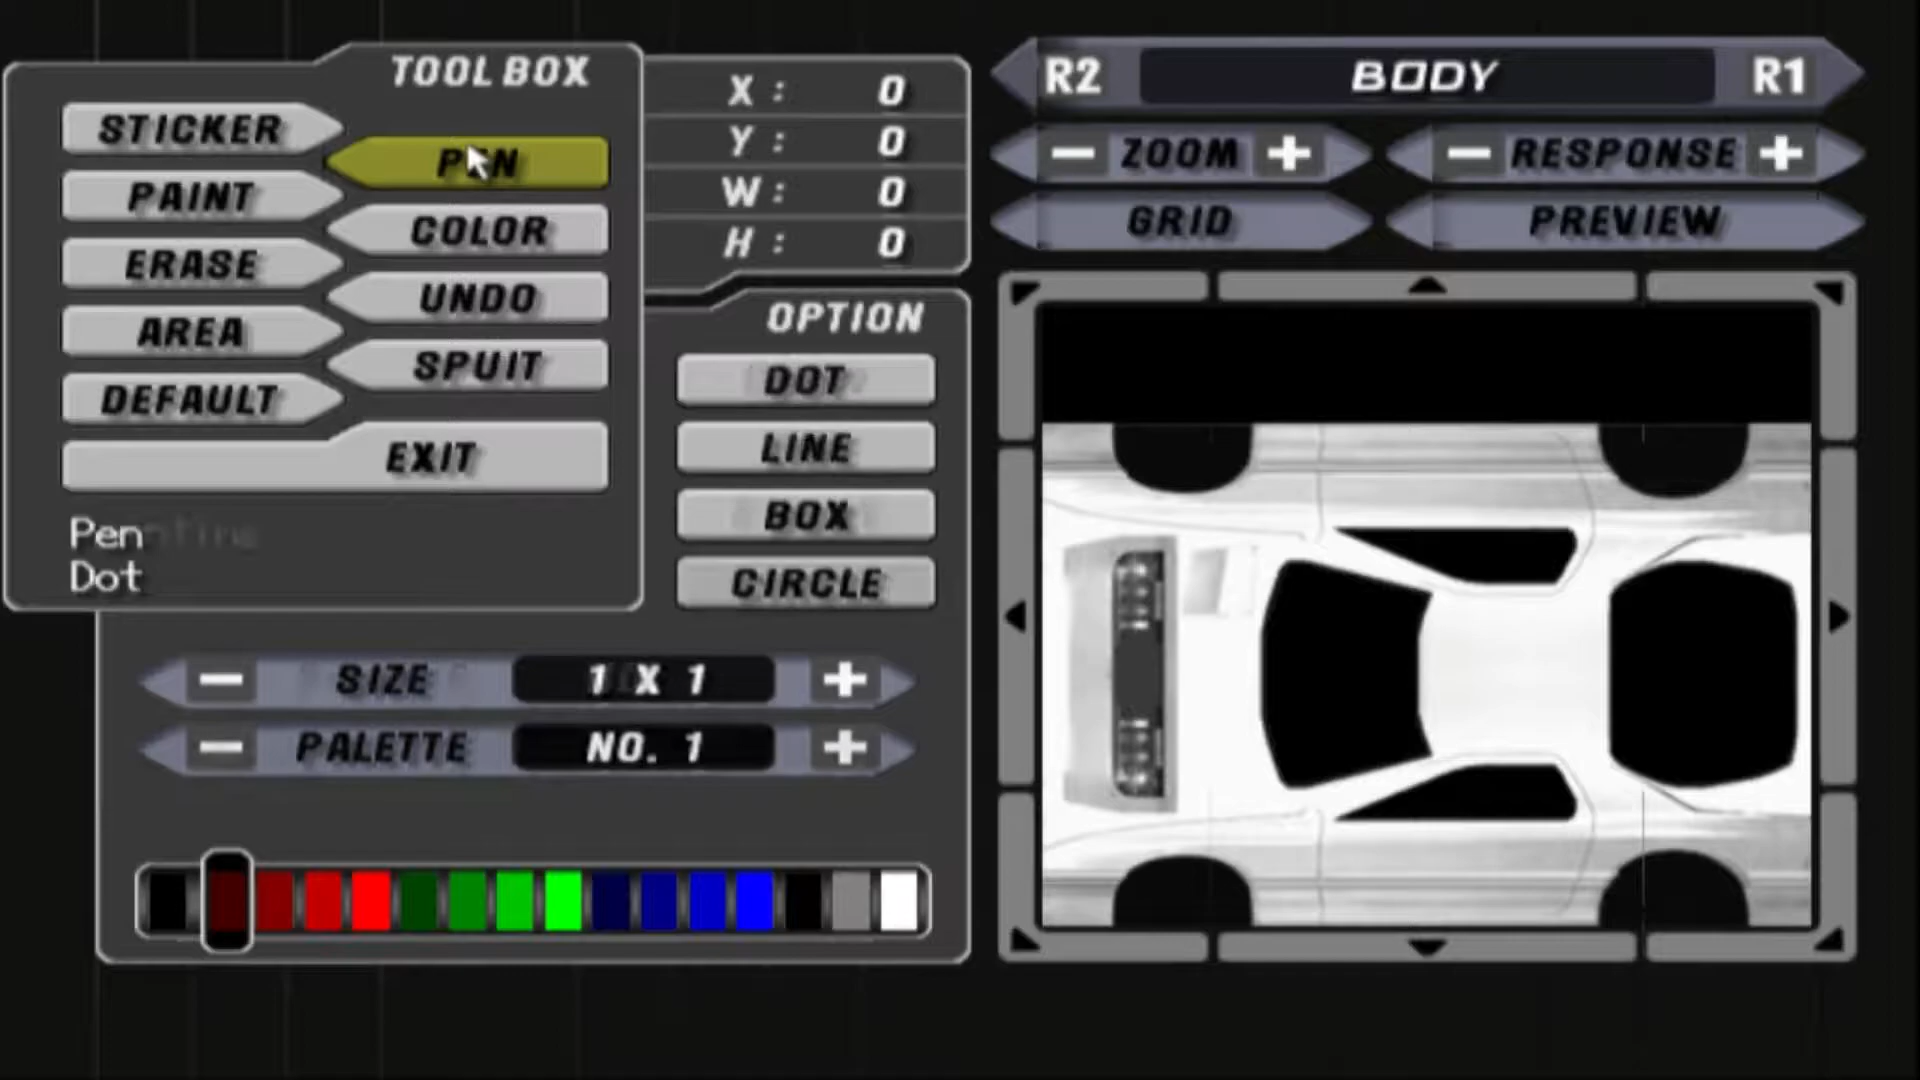 TOOL BOX
STICKER
PEN
PAINT
COLOR
ERASE
UNDO
AREA
SPUIT
DEFAULT
EXIT
Pen
Dot
X : 0
Y : 0
W : 0
H : 0
OPTION
DOT
LINE
BOX
CIRCLE
- SIZE 1 X 1 +
- PALETTE NO. 1 +
R2 BODY R1
- ZOOM +
- RESPONSE +
GRID
PREVIEW